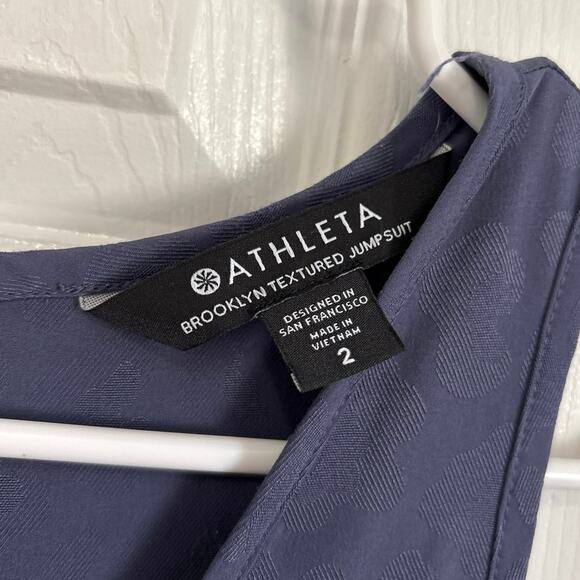 ATHLETA
BROOKLYN TEXTURED JUMPSUIT
DESIGNED IN
SAN FRANCISCO
MADE IN
VIETNAM
2